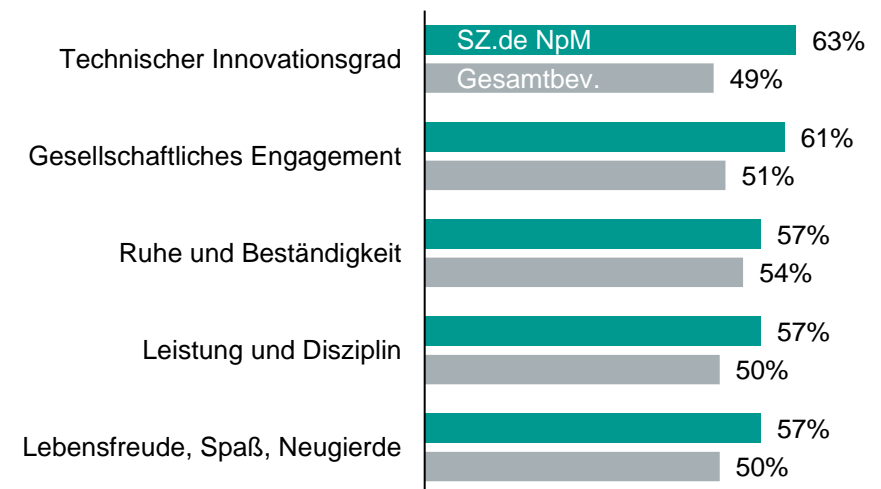 SZ.de NpM 63%
Technischer Innovationsgrad
Gesamtbev. 49%
61%
Gesellschaftliches Engagement
51%
57%
Ruhe und Beständigkeit
54%
57%
Leistung und Disziplin
50%
57%
Lebensfreude, Spaß, Neugierde
50%